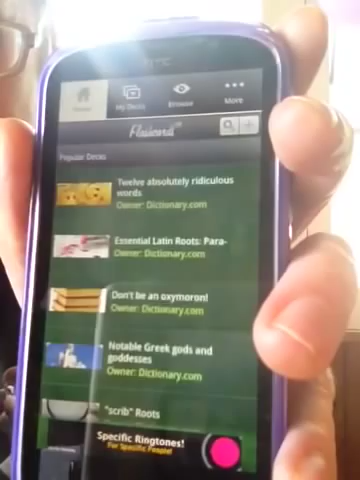 hTC
My Decks
Browse
More
Flashcards
Popular Decks
Twelve absolutely ridiculous
words
Owner: Dictionary.com
Essential Latin Roots: Para-
Owner: Dictionary.com
Don't be an oxymoron!
Owner: Dictionary.com
Notable Greek gods and
goddesses
Owner: Dictionary.com
"scrib" Roots
Specific Ringtones!
For Specific People!